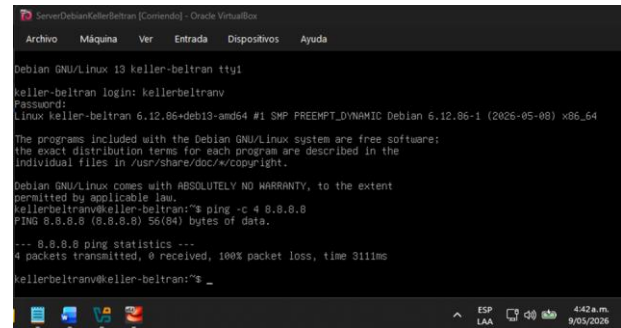 ServerDebianKellerBeltran [Corriendo] - Oracle VirtualBox
Archivo Máquina Ver Entrada Dispositivos Ayuda
Debian GNU/Linux 13 keller-beltran tty1
keller-beltran login: kellerbeltranv
Password:
Linux keller-beltran 6.12.86+deb13-amd64 #1 SMP PREEMPT_DYNAMIC Debian 6.12.86-1 (2026-05-08) x86_64
The programs included with the Debian GNU/Linux system are free software;
the exact distribution terms for each program are described in the
individual files in /usr/share/doc/*/copyright.
Debian GNU/Linux comes with ABSOLUTELY NO WARRANTY, to the extent
permitted by applicable law.
kellerbeltranv@keller-beltran:~$ ping -c 4 8.8.8.8
PING 8.8.8.8 (8.8.8.8) 56(84) bytes of data.
--- 8.8.8.8 ping statistics ---
4 packets transmitted, 0 received, 100% packet loss, time 3111ms
kellerbeltranv@keller-beltran:~$ _
ESP
LAA
4:42 a. m.
9/05/2026